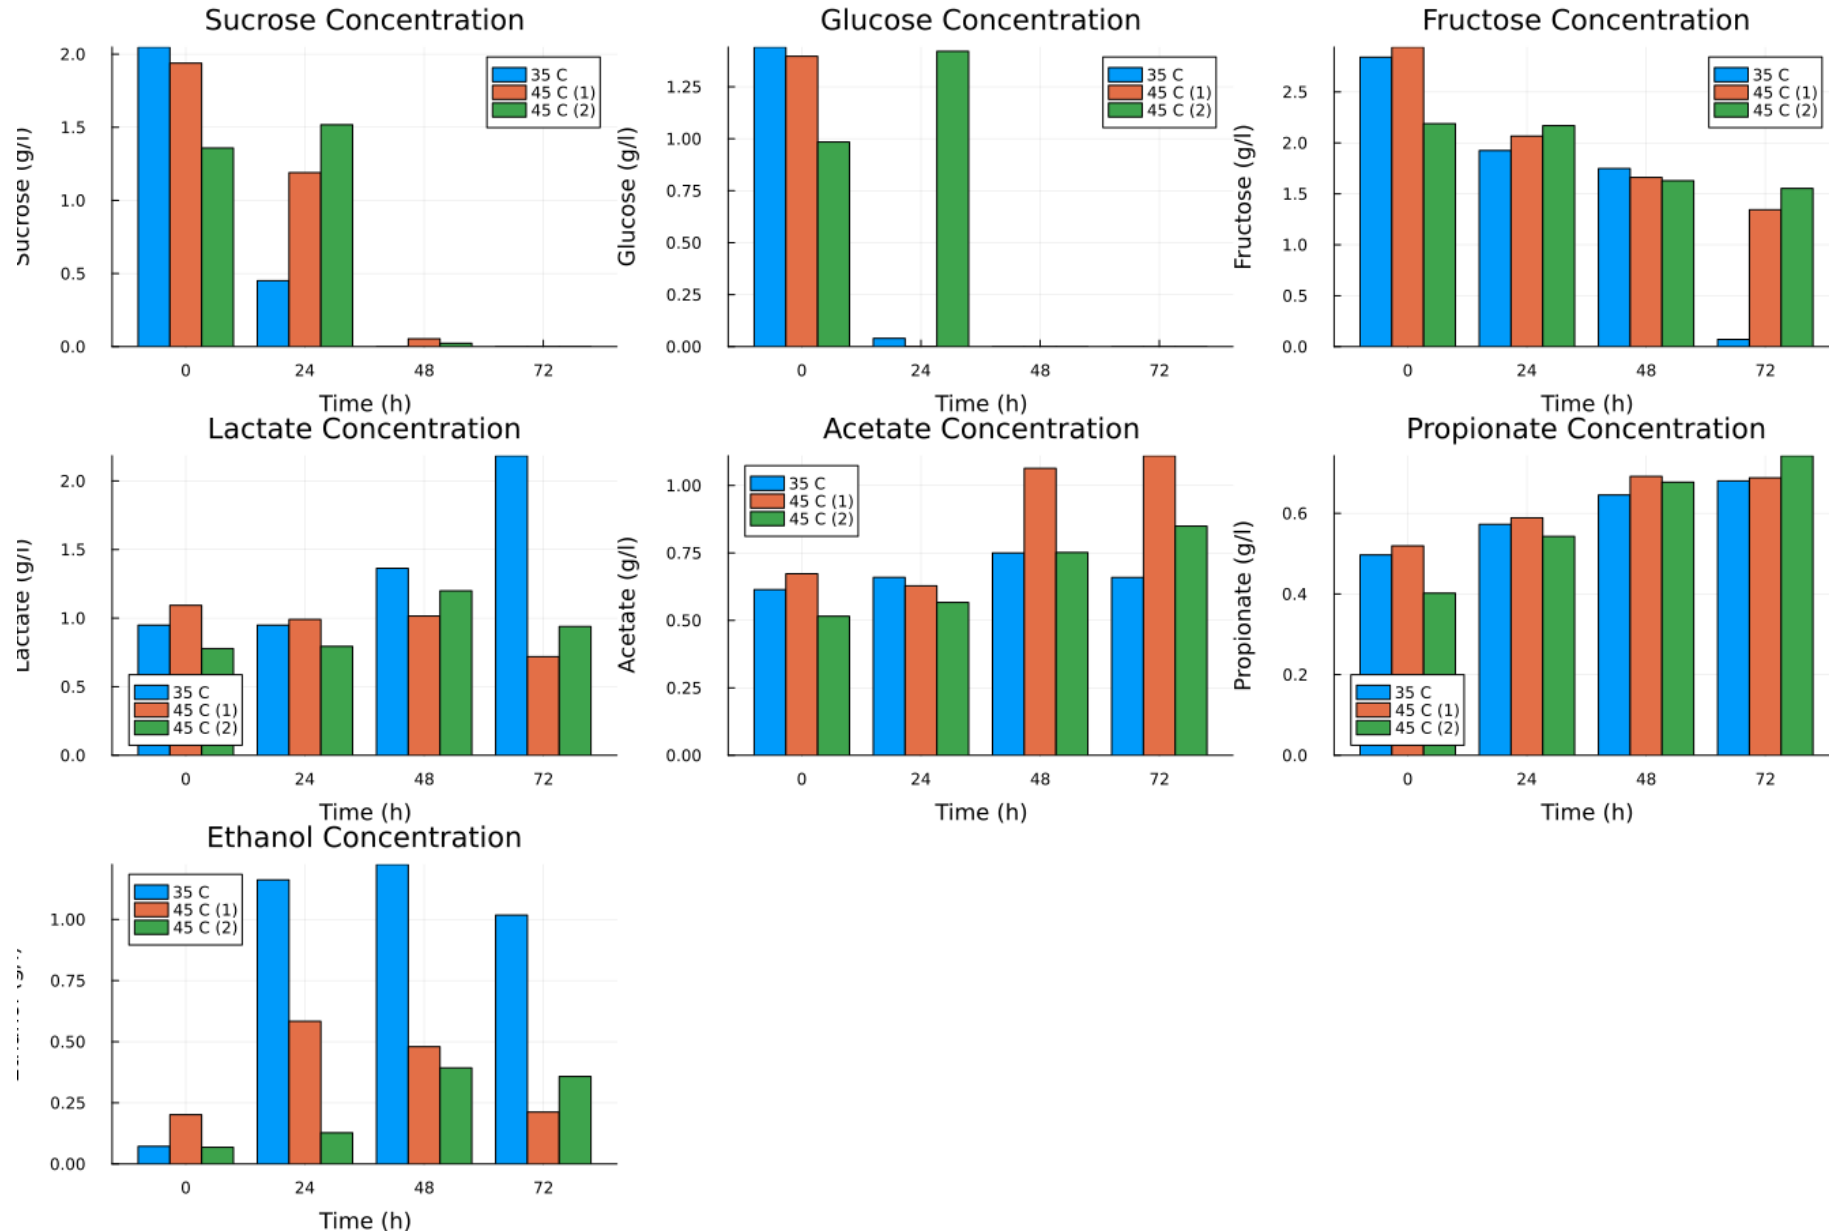 Sucrose Concentration
Sucrose (g/l)
2.0
1.5
1.0
0.5
0.0
35 C
45 C (1)
45 C (2)
0 24 48 72
Time (h)
Glucose Concentration
Glucose (g/l)
1.25
1.00
0.75
0.50
0.25
0.00
35 C
45 C (1)
45 C (2)
0 24 48 72
Time (h)
Fructose Concentration
Fructose (g/l)
2.5
2.0
1.5
1.0
0.5
0.0
35 C
45 C (1)
45 C (2)
0 24 48 72
Time (h)
Lactate Concentration
Lactate (g/l)
2.0
1.5
1.0
0.5
0.0
35 C
45 C (1)
45 C (2)
0 24 48 72
Time (h)
Acetate Concentration
Acetate (g/l)
1.00
0.75
0.50
0.25
0.00
35 C
45 C (1)
45 C (2)
0 24 48 72
Time (h)
Propionate Concentration
Propionate (g/l)
0.6
0.4
0.2
0.0
35 C
45 C (1)
45 C (2)
0 24 48 72
Time (h)
Ethanol Concentration
1.00
0.75
0.50
0.25
0.00
35 C
45 C (1)
45 C (2)
0 24 48 72
Time (h)